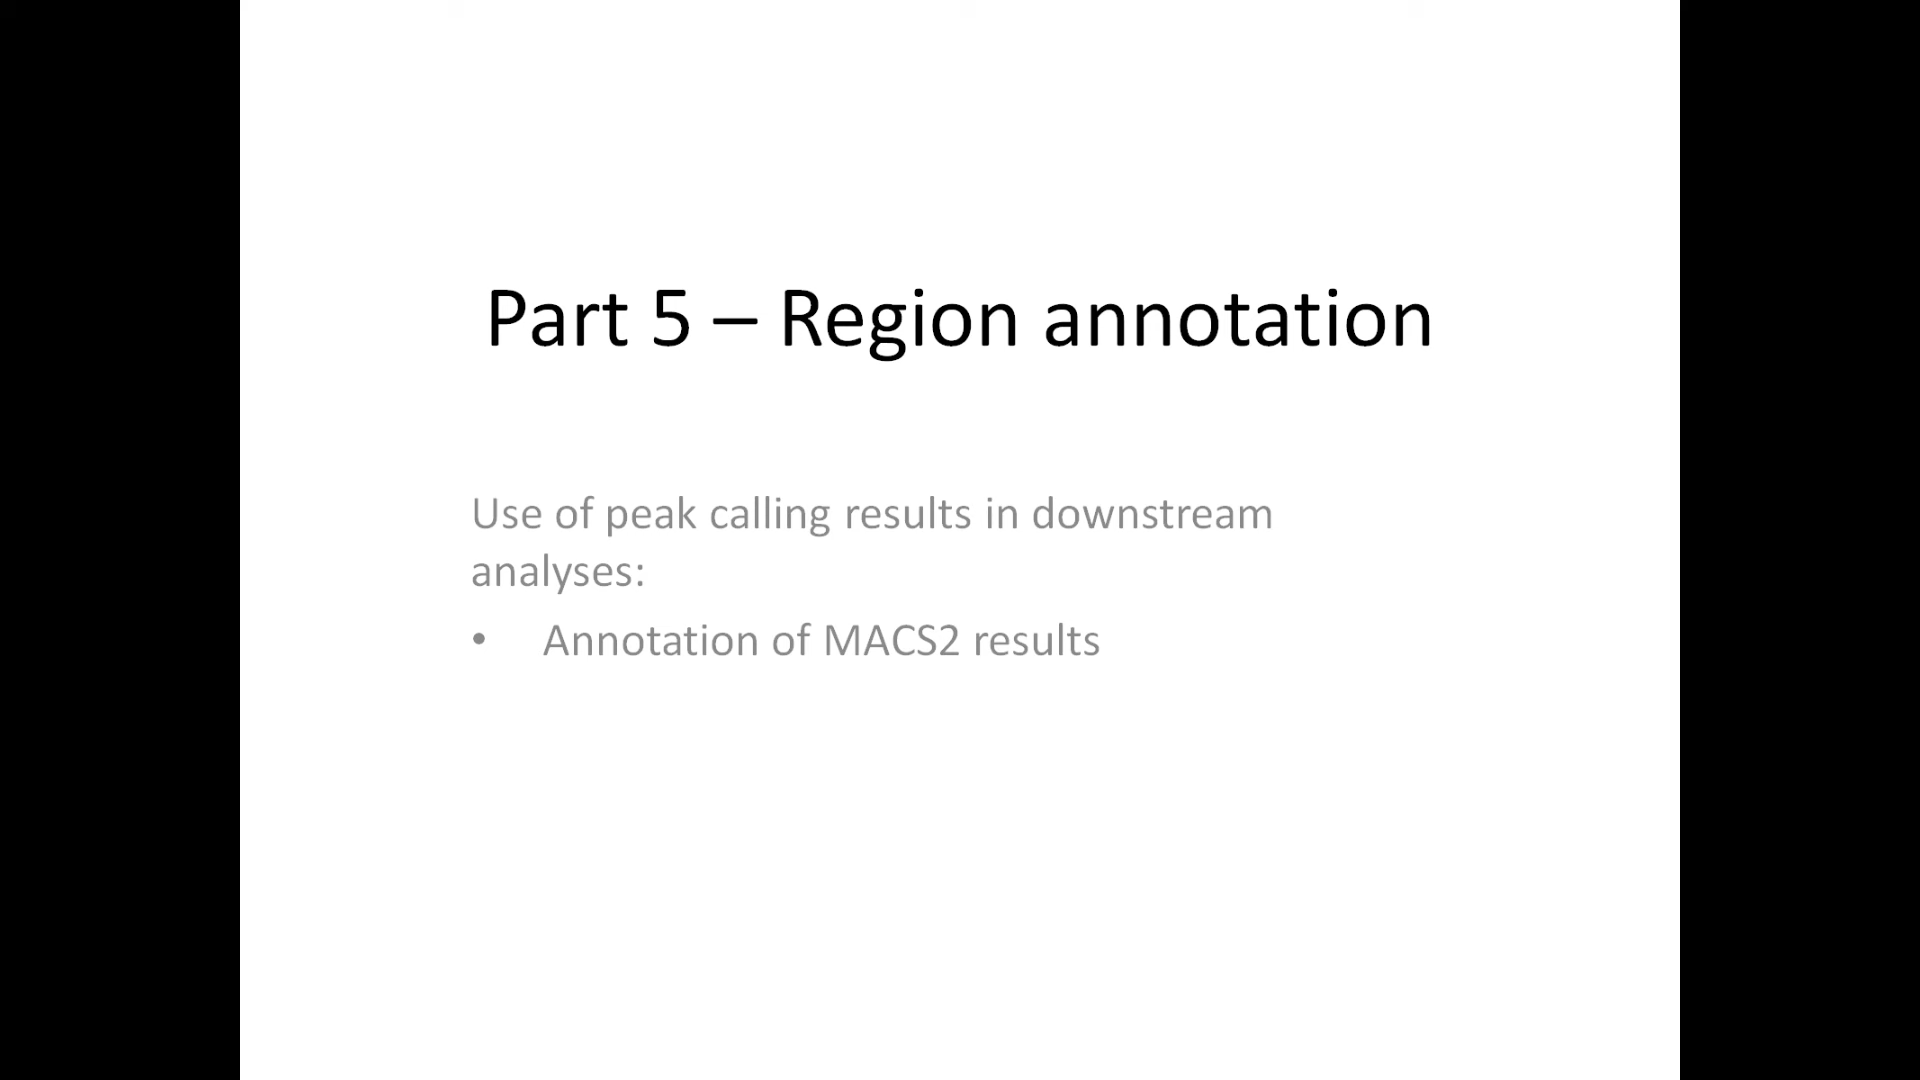 Part 5 – Region annotation
Use of peak calling results in downstream
analyses:
• Annotation of MACS2 results